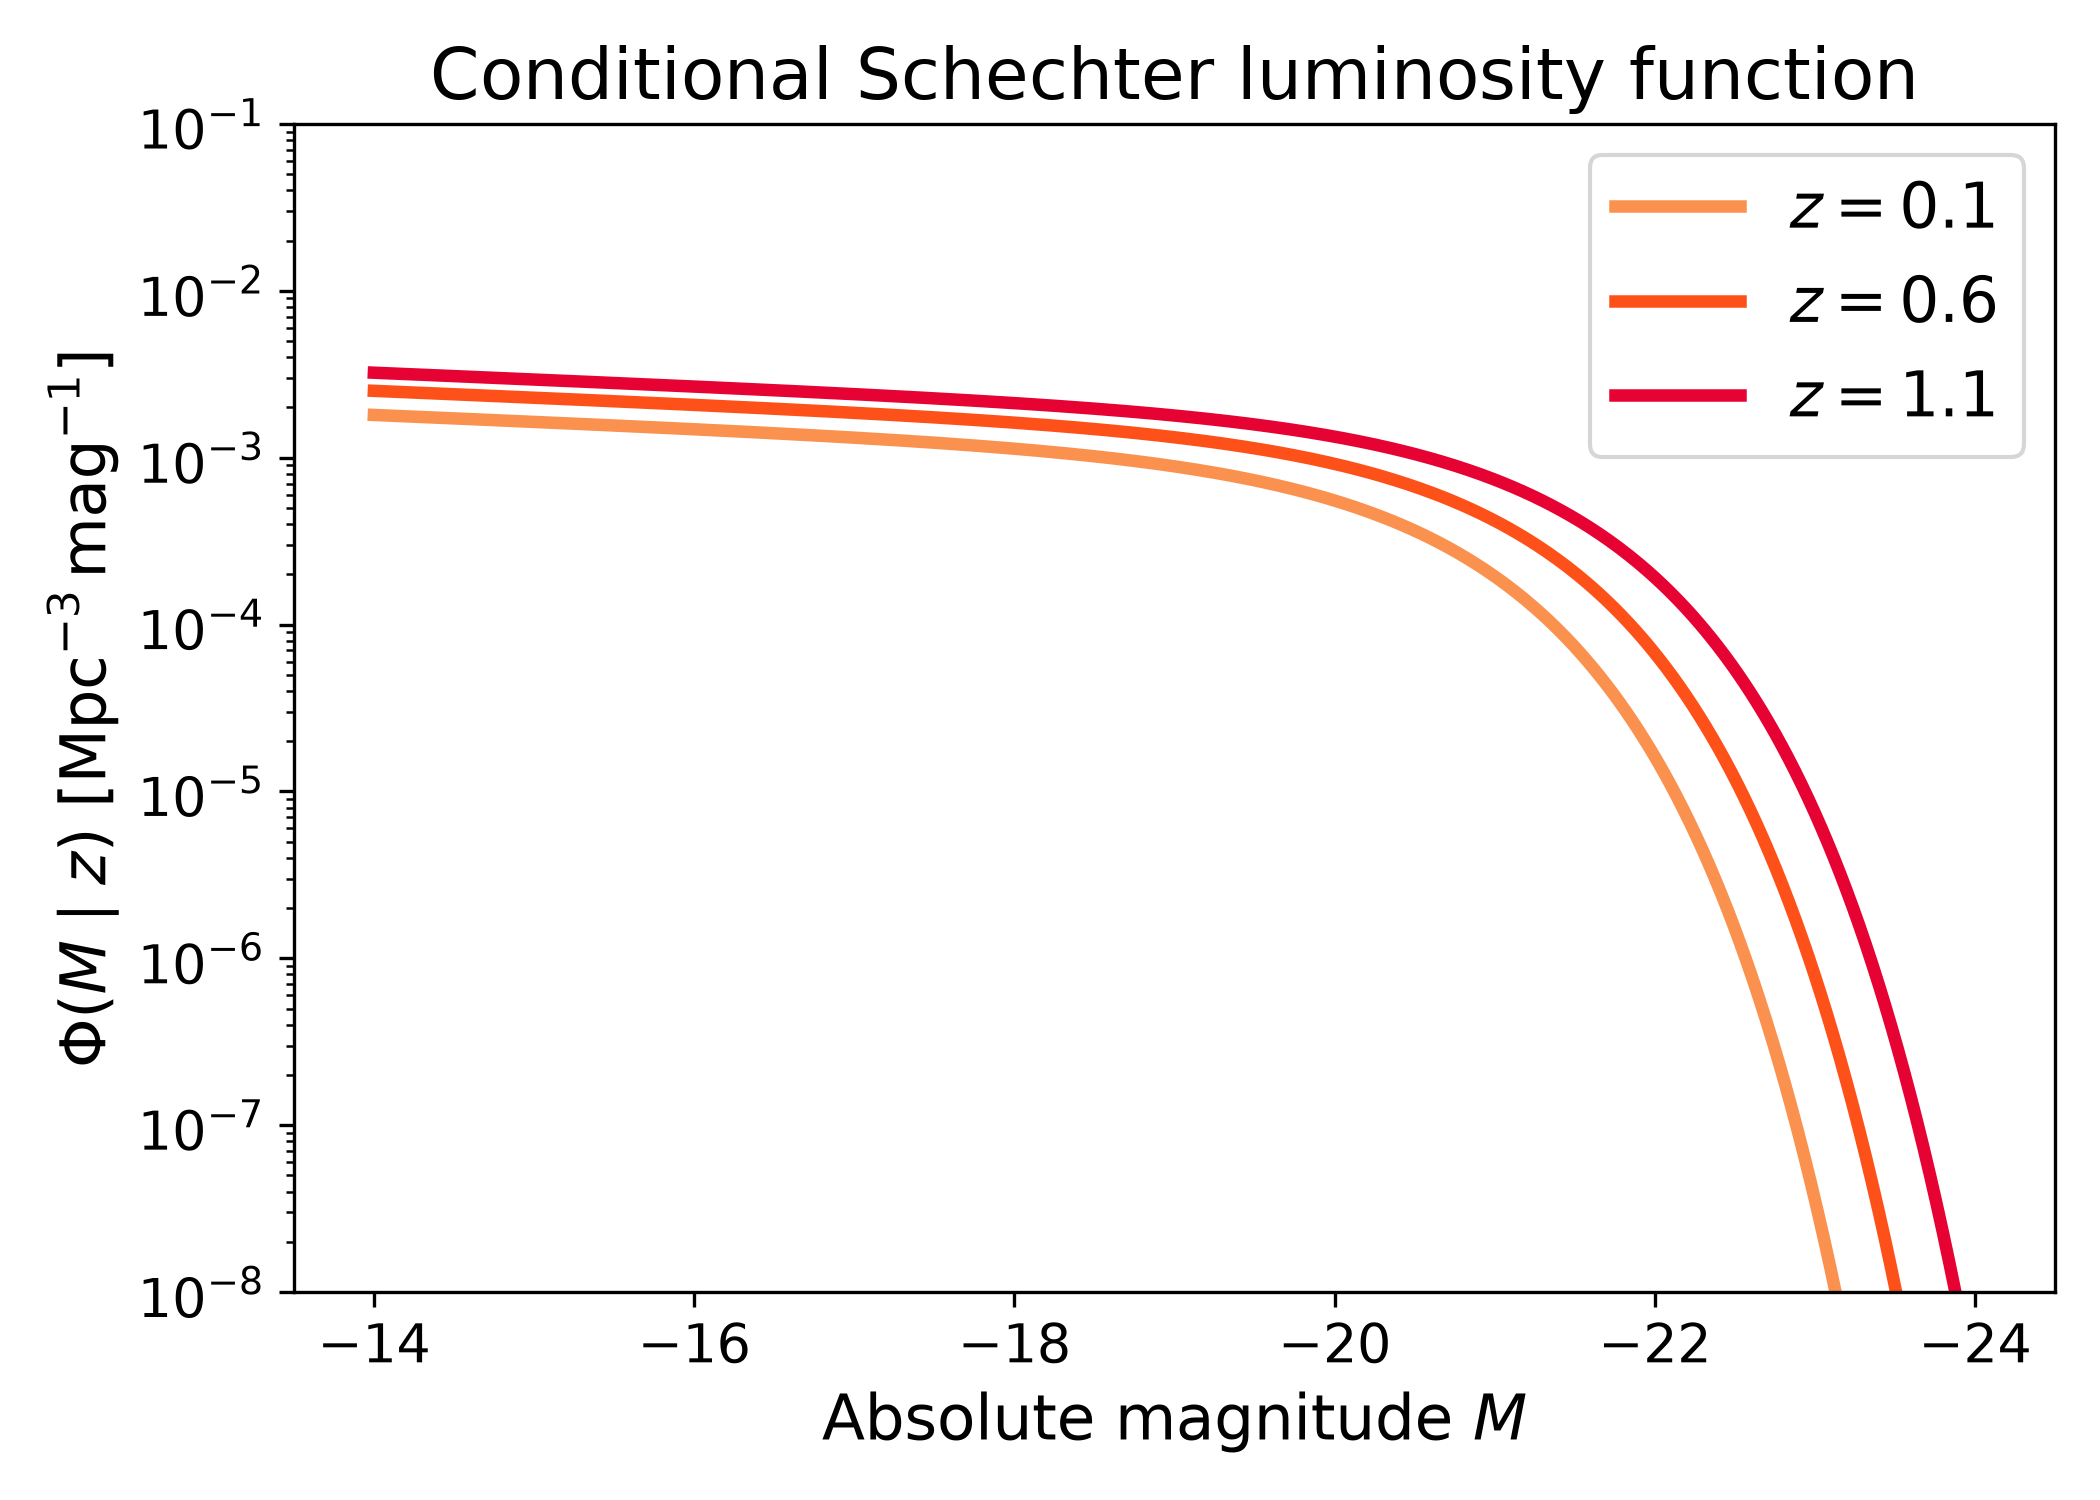 Conditional Schechter luminosity function
Φ(M | z) [Mpc⁻³ mag⁻¹]
10⁻¹
10⁻²
10⁻³
10⁻⁴
10⁻⁵
10⁻⁶
10⁻⁷
10⁻⁸
z = 0.1
z = 0.6
z = 1.1
−14 −16 −18 −20 −22 −24
Absolute magnitude M